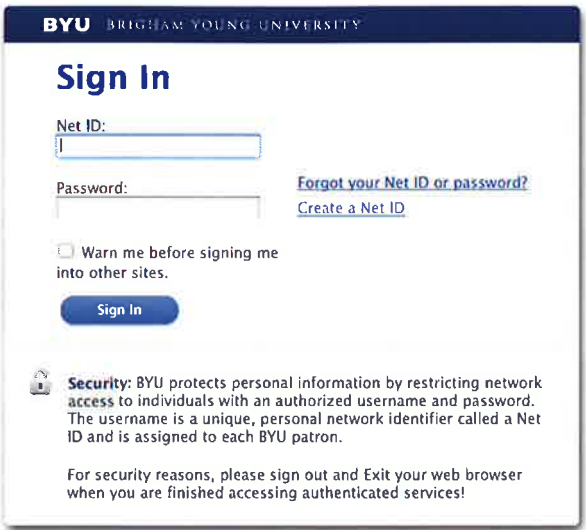 BYU BRIGHAM YOUNG UNIVERSITY
Sign In
Net ID:
Password:
Forgot your Net ID or password?
Create a Net ID
Warn me before signing me
into other sites.
Sign In
Security: BYU protects personal information by restricting network
access to individuals with an authorized username and password.
The username is a unique, personal network identifier called a Net
ID and is assigned to each BYU patron.
For security reasons, please sign out and Exit your web browser
when you are finished accessing authenticated services!